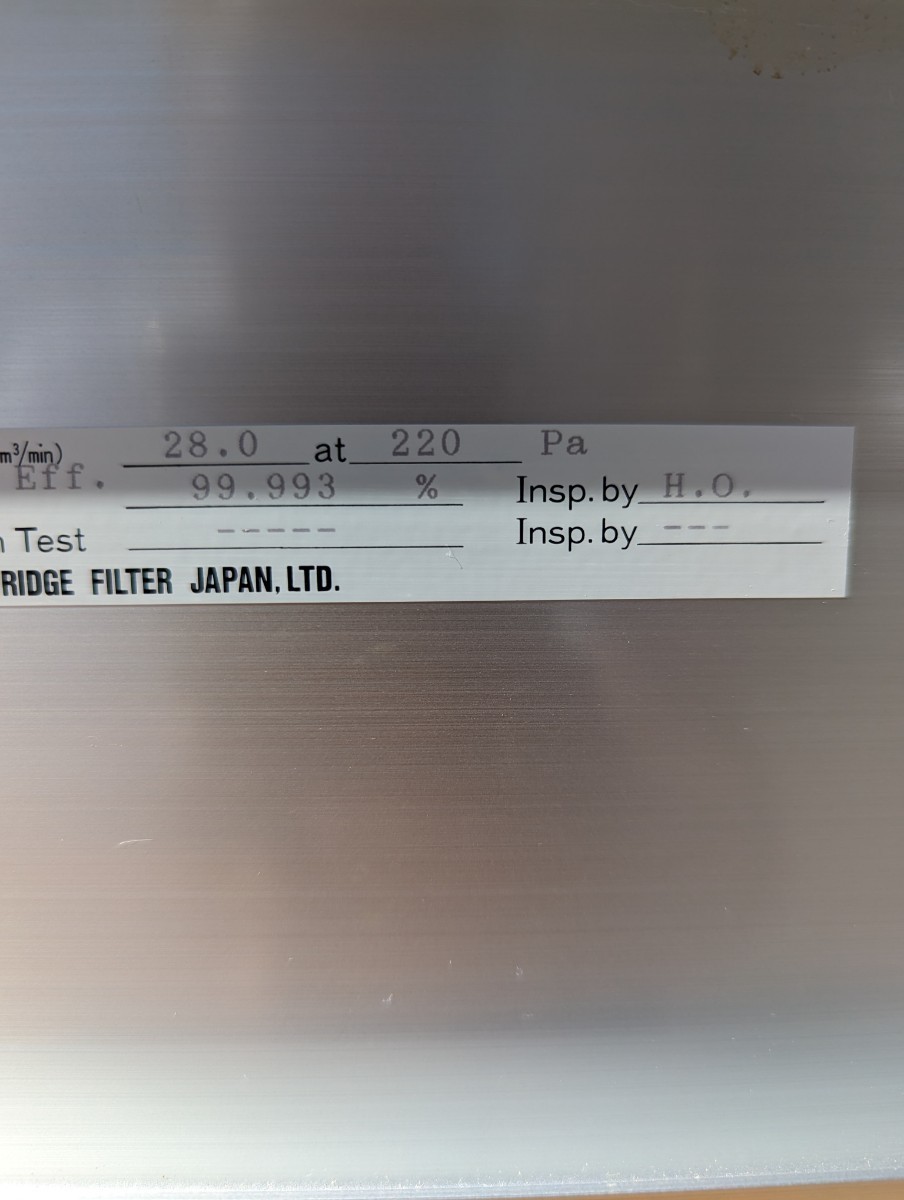 m³/min) 28.0 at 220 Pa
Eff. 99.993 % Insp. by H.O.
Test ----- Insp. by ---
RIDGE FILTER JAPAN, LTD.